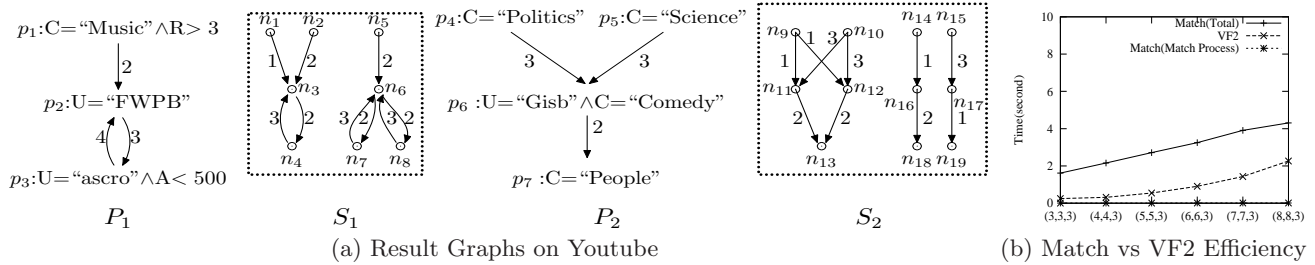 p1:C="Music"∧R> 3
2
p2:U="FWPB"
4 3
p3:U="ascro"∧A< 500
P1
n1 n2 n5
1 2 2
n3 n6
3 2 3 2 3 2
n4 n7 n8
S1
p4:C="Politics" p5:C="Science"
3 3
p6 :U="Gisb"∧C="Comedy"
2
p7 :C="People"
P2
n9 n10 n14 n15
1 3
1 3 1 3
n11 n12 n16 n17
2 2 2 1
n13 n18 n19
S2
(a) Result Graphs on Youtube
Match(Total)
VF2
Match(Match Process)
Time(second)
10
8
6
4
2
0
(3,3,3) (4,4,3) (5,5,3) (6,6,3) (7,7,3) (8,8,3)
(b) Match vs VF2 Efficiency